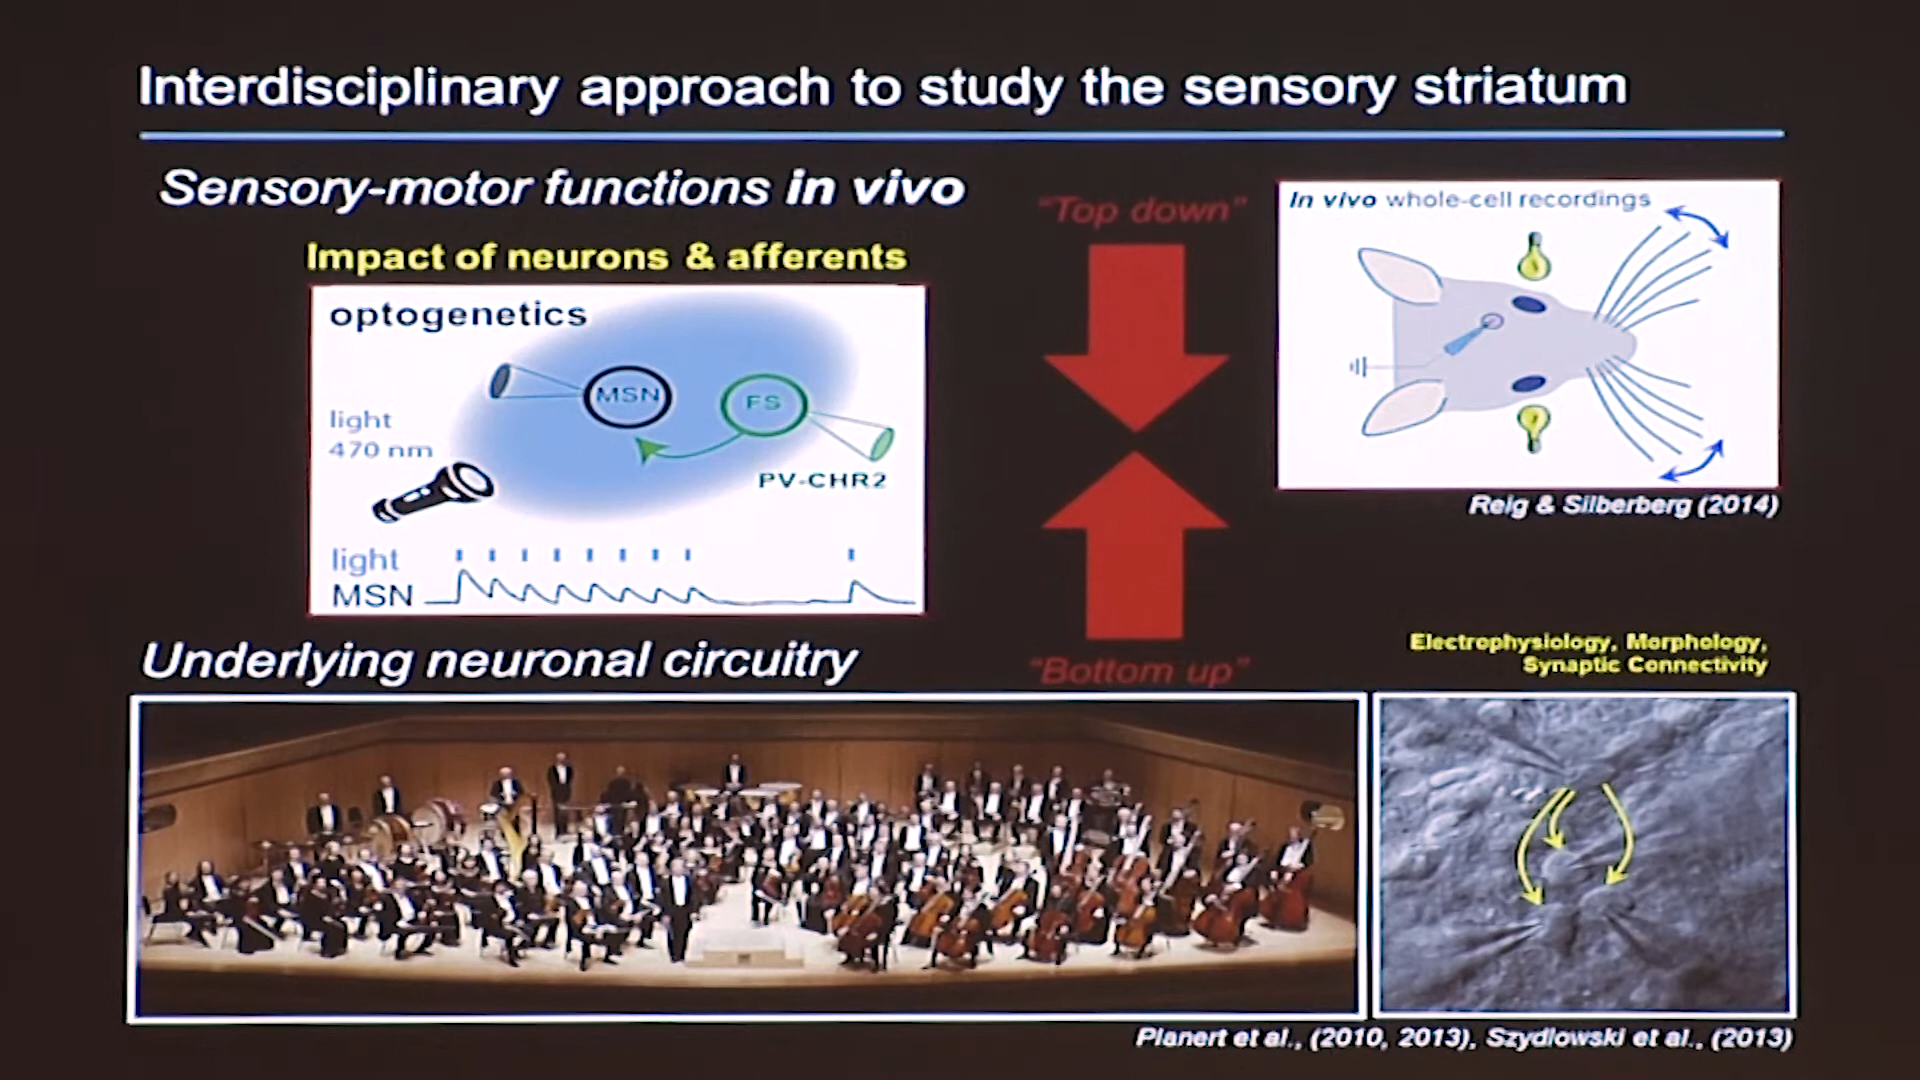 Interdisciplinary approach to study the sensory striatum
Sensory-motor functions in vivo
Impact of neurons & afferents
optogenetics
MSN
FS
light
470 nm
PV-CHR2
light
MSN
"Top down"
"Bottom up"
In vivo whole-cell recordings
Reig & Silberberg (2014)
Underlying neuronal circuitry
Electrophysiology, Morphology,
Synaptic Connectivity
Planert et al., (2010, 2013), Szydlowski et al., (2013)